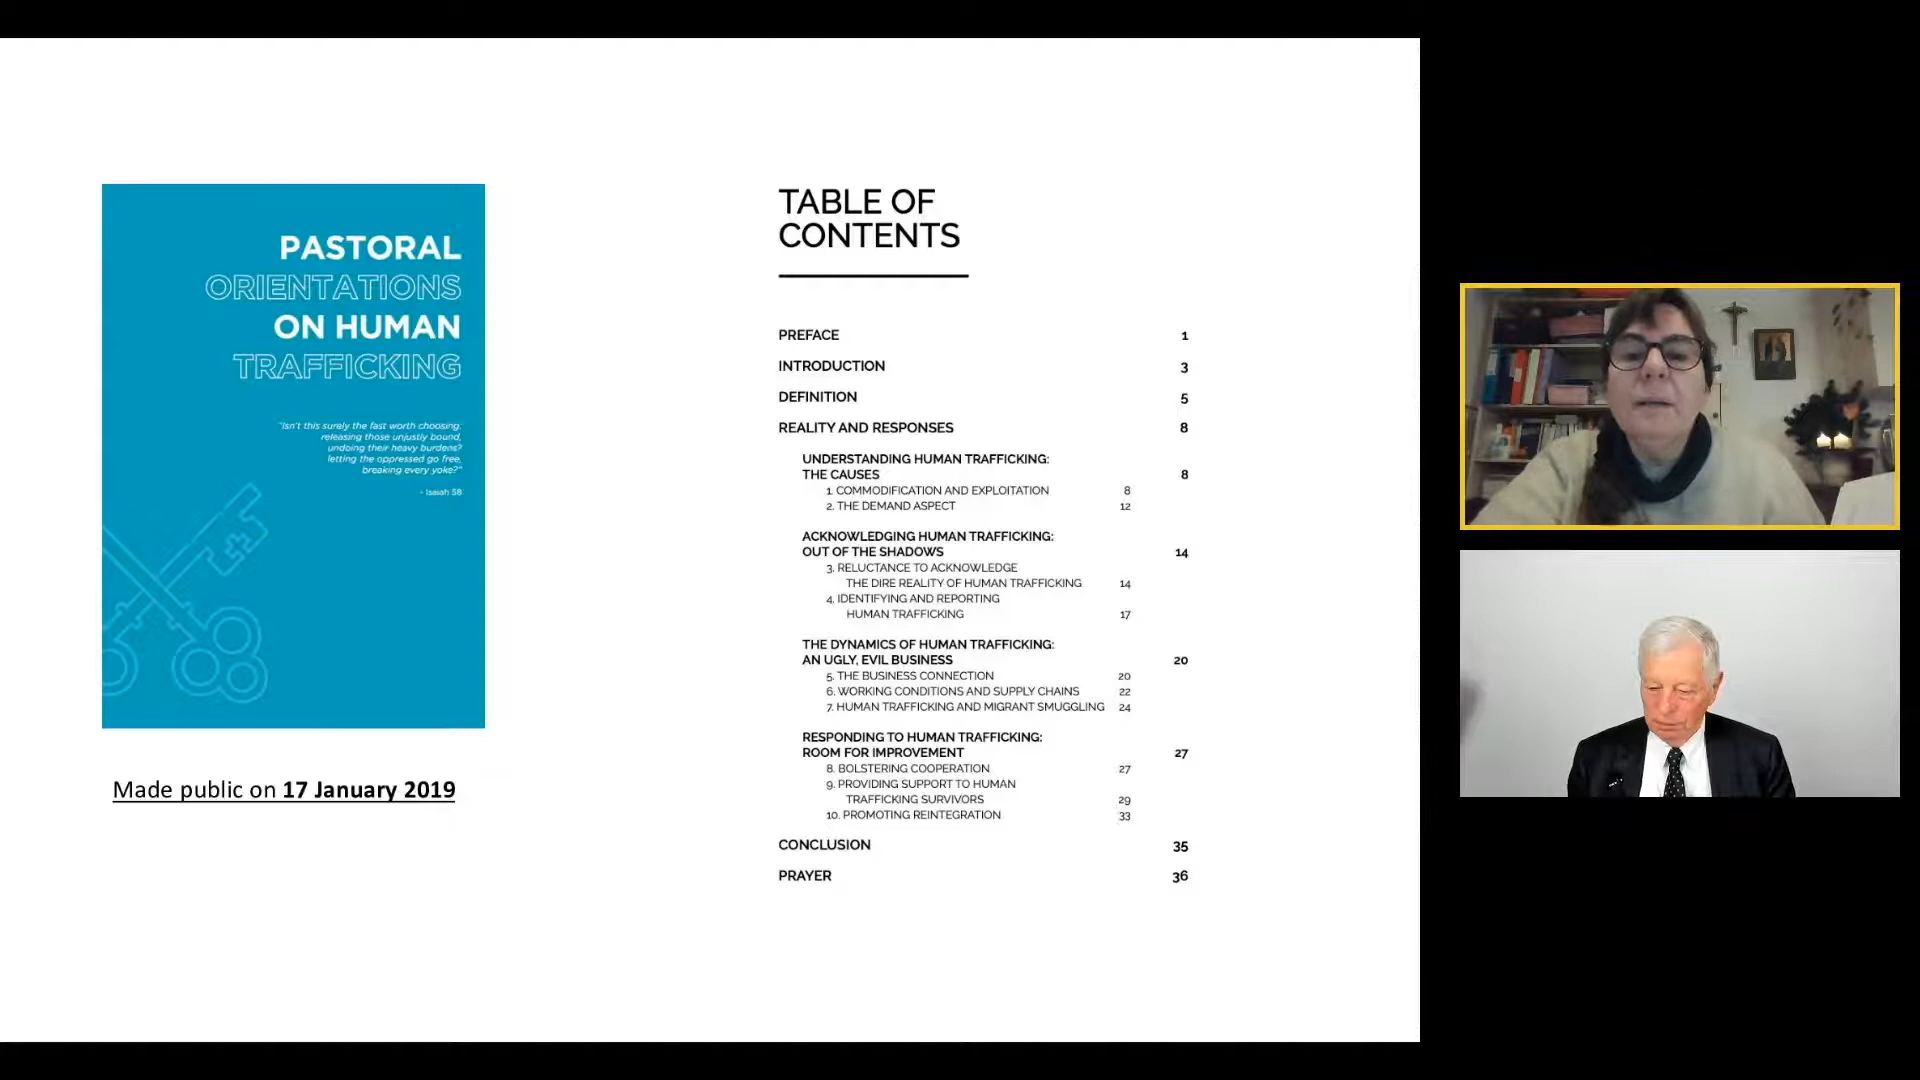 PASTORAL
ORIENTATIONS
ON HUMAN
TRAFFICKING
"Isn't this surely the fast worth choosing:
releasing those unjustly bound,
undoing their heavy burdens?
letting the oppressed go free,
breaking every yoke?"
- Isaiah 58
Made public on 17 January 2019
TABLE OF
CONTENTS
PREFACE 1
INTRODUCTION 3
DEFINITION 5
REALITY AND RESPONSES 8
UNDERSTANDING HUMAN TRAFFICKING:
THE CAUSES 8
1. COMMODIFICATION AND EXPLOITATION 8
2. THE DEMAND ASPECT 12
ACKNOWLEDGING HUMAN TRAFFICKING:
OUT OF THE SHADOWS 14
3. RELUCTANCE TO ACKNOWLEDGE
THE DIRE REALITY OF HUMAN TRAFFICKING 14
4. IDENTIFYING AND REPORTING
HUMAN TRAFFICKING 17
THE DYNAMICS OF HUMAN TRAFFICKING:
AN UGLY, EVIL BUSINESS 20
5. THE BUSINESS CONNECTION 20
6. WORKING CONDITIONS AND SUPPLY CHAINS 22
7. HUMAN TRAFFICKING AND MIGRANT SMUGGLING 24
RESPONDING TO HUMAN TRAFFICKING:
ROOM FOR IMPROVEMENT 27
8. BOLSTERING COOPERATION 27
9. PROVIDING SUPPORT TO HUMAN
TRAFFICKING SURVIVORS 29
10. PROMOTING REINTEGRATION 33
CONCLUSION 35
PRAYER 36